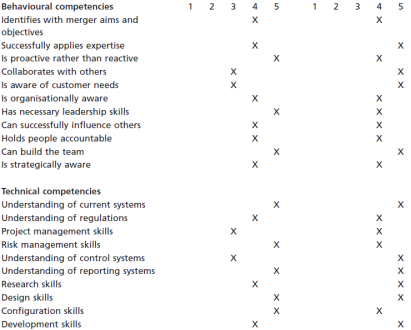 Behavioural competencies 1 2 3 4 5 1 2 3 4 5
Identifies with merger aims and X X
objectives
Successfully applies expertise X X
Is proactive rather than reactive X X
Collaborates with others X X
Is aware of customer needs X X
Is organisationally aware X X
Has necessary leadership skills X X
Can successfully influence others X X
Holds people accountable X X
Can build the team X X
Is strategically aware X X
Technical competencies
Understanding of current systems X X
Understanding of regulations X X
Project management skills X X
Risk management skills X X
Understanding of control systems X X
Understanding of reporting systems X X
Research skills X X
Design skills X X
Configuration skills X X
Development skills X X